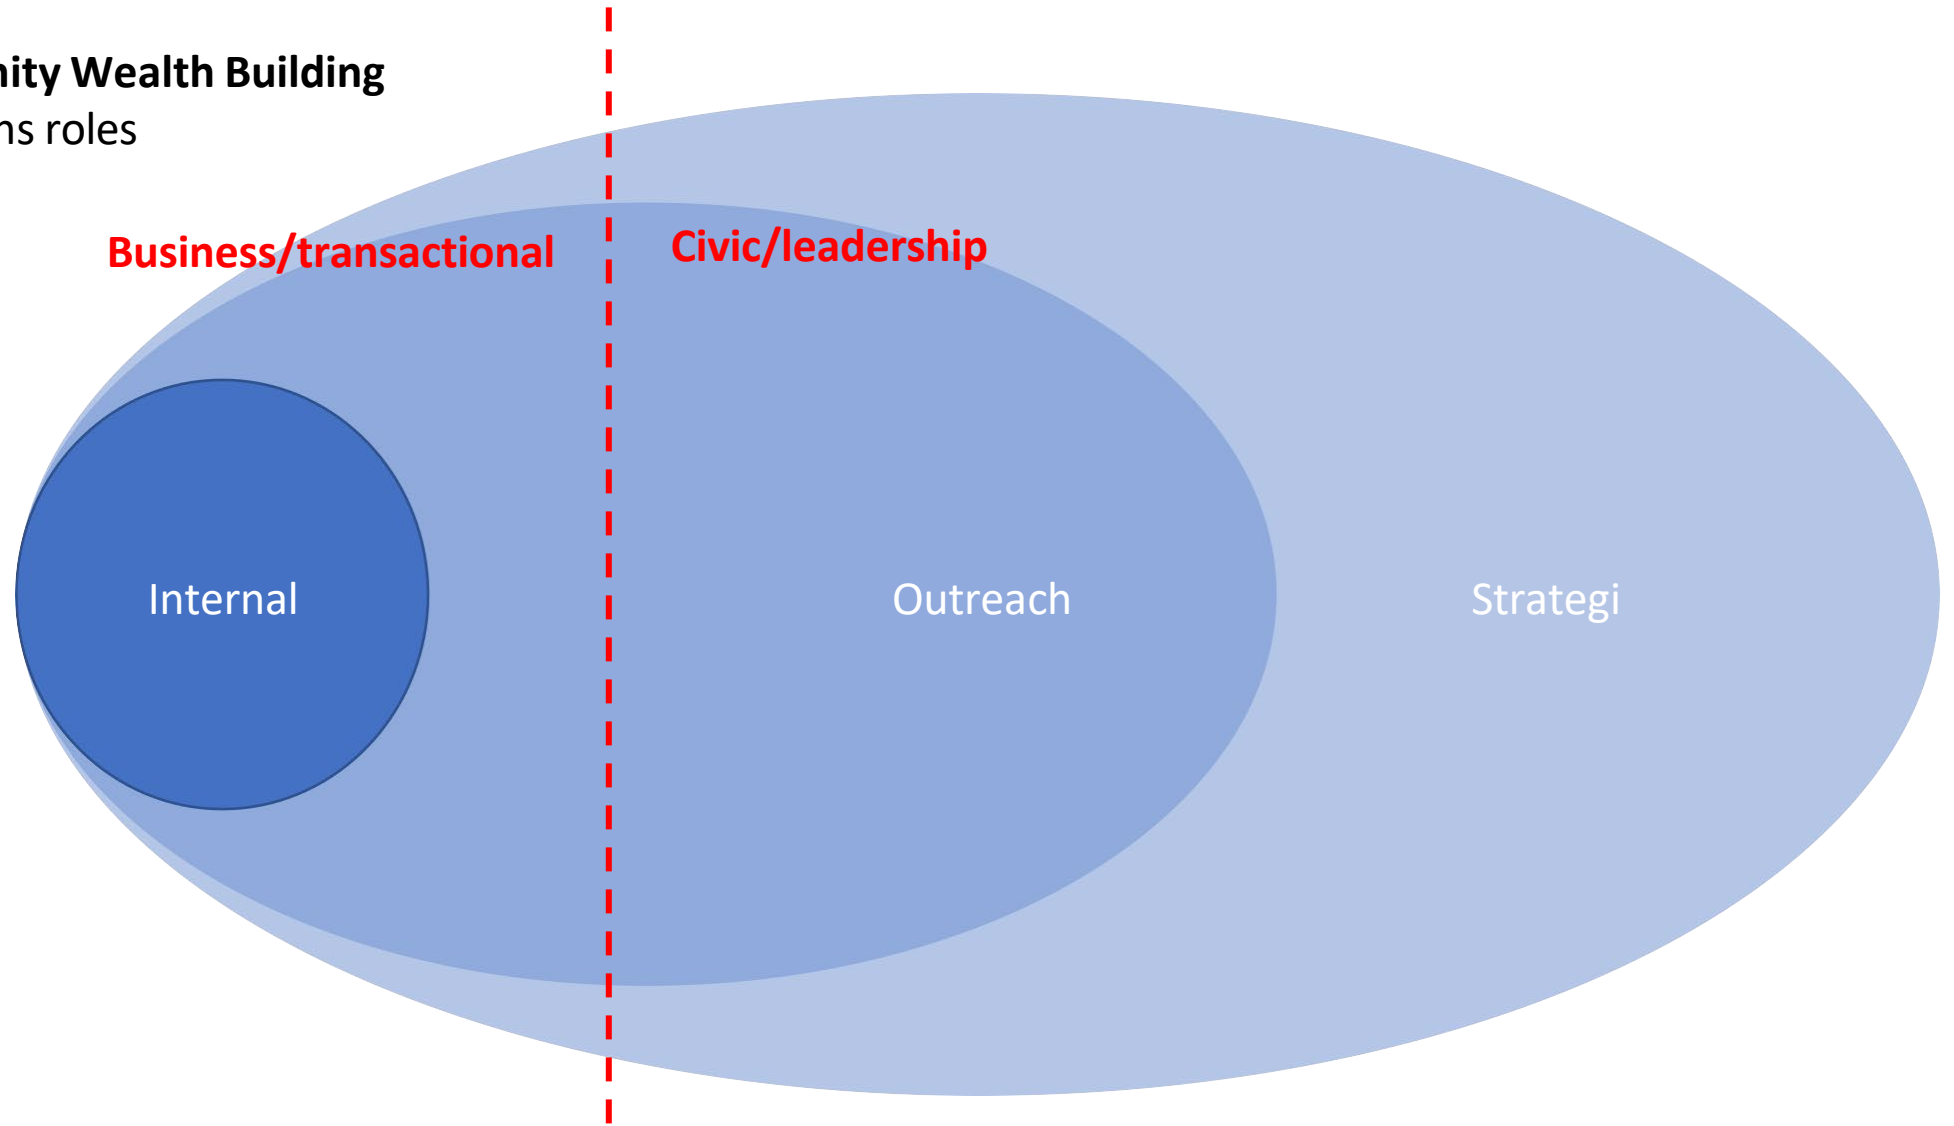 nity Wealth Building
ns roles
Business/transactional
Civic/leadership
Internal
Outreach
Strategi